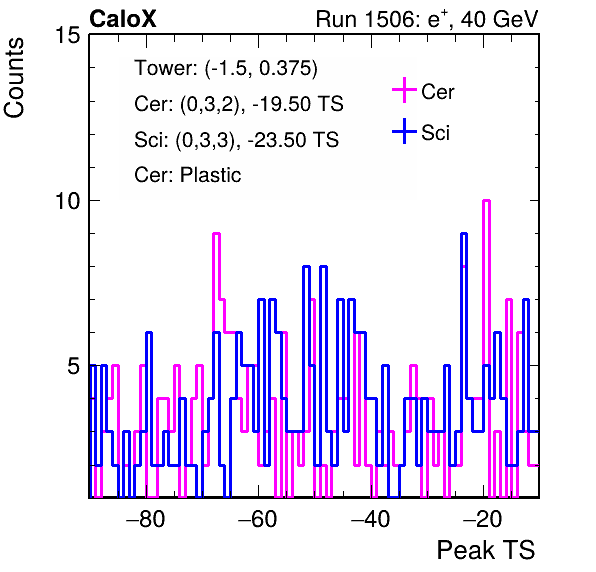 CaloX Run 1506: e⁺, 40 GeV
Counts
15
Tower: (-1.5, 0.375)
Cer: (0,3,2), -19.50 TS
Sci: (0,3,3), -23.50 TS
Cer: Plastic
Cer
Sci
10
5
−80 −60 −40 −20
Peak TS